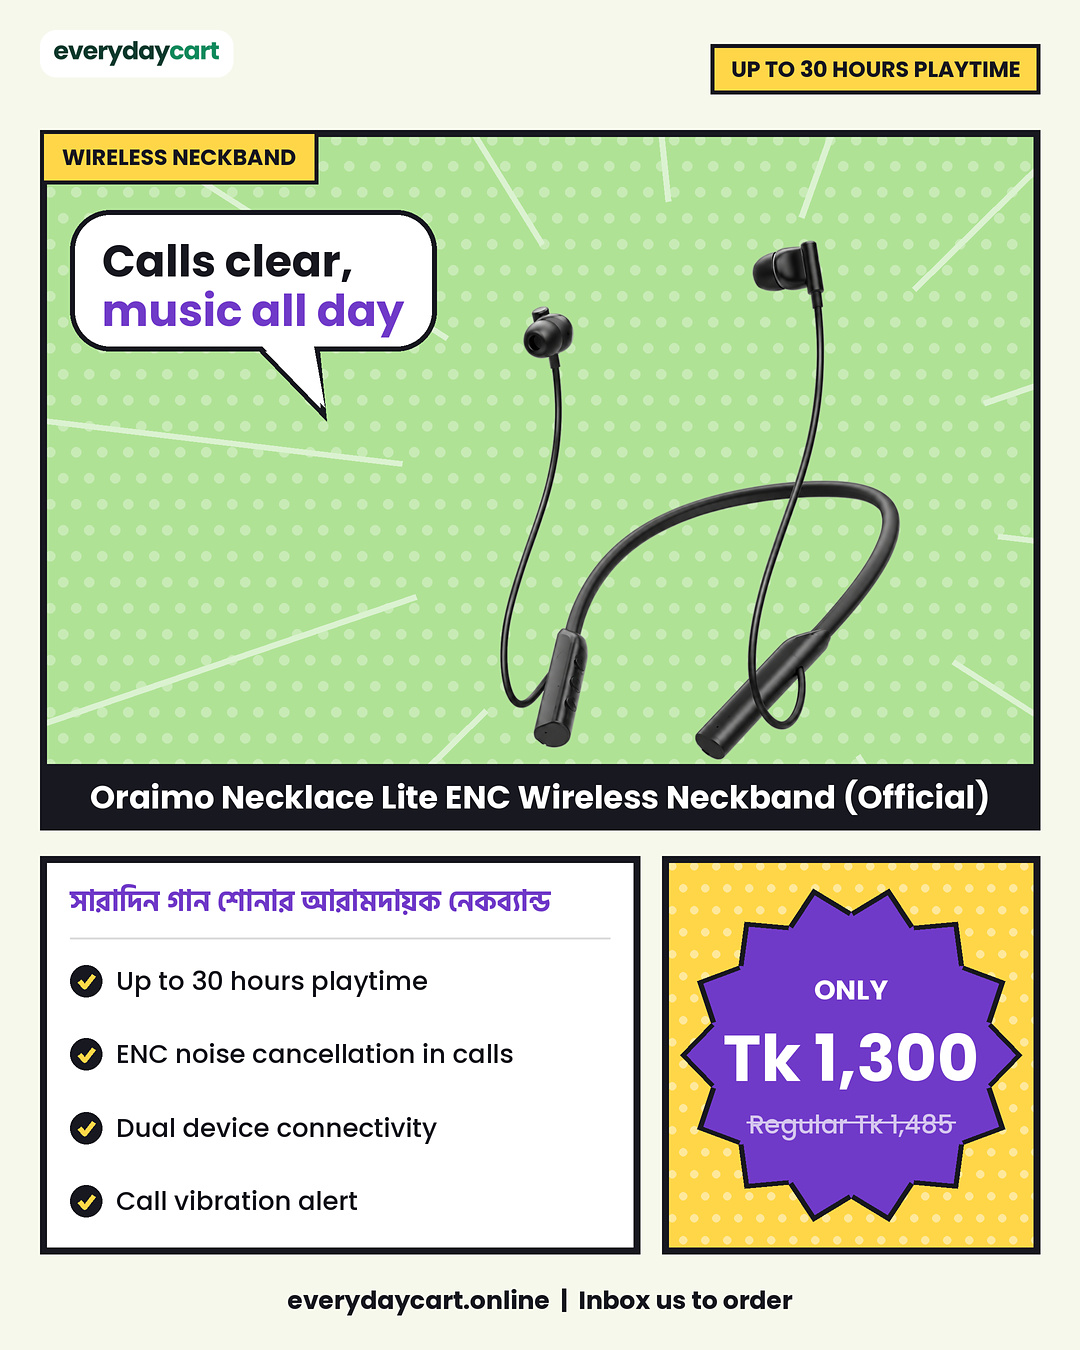 everydaycart
UP TO 30 HOURS PLAYTIME
WIRELESS NECKBAND
Calls clear,
music all day
Oraimo Necklace Lite ENC Wireless Neckband (Official)
সারাদিন গান শোনার আরামদায়ক নেকব্যান্ড
Up to 30 hours playtime
ENC noise cancellation in calls
Dual device connectivity
Call vibration alert
ONLY
Tk 1,300
Regular Tk 1,485
everydaycart.online | Inbox us to order